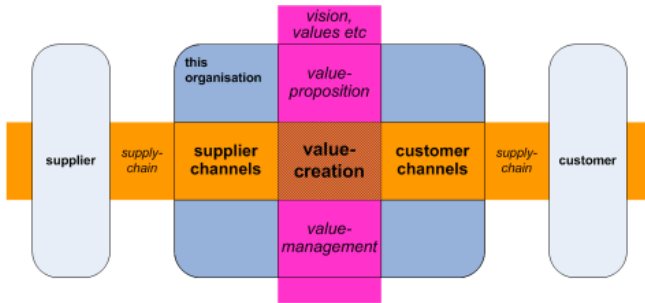 vision,
values etc
this
organisation
value-
proposition
supplier
supply-
chain
supplier
channels
value-
creation
customer
channels
supply-
chain
customer
value-
management